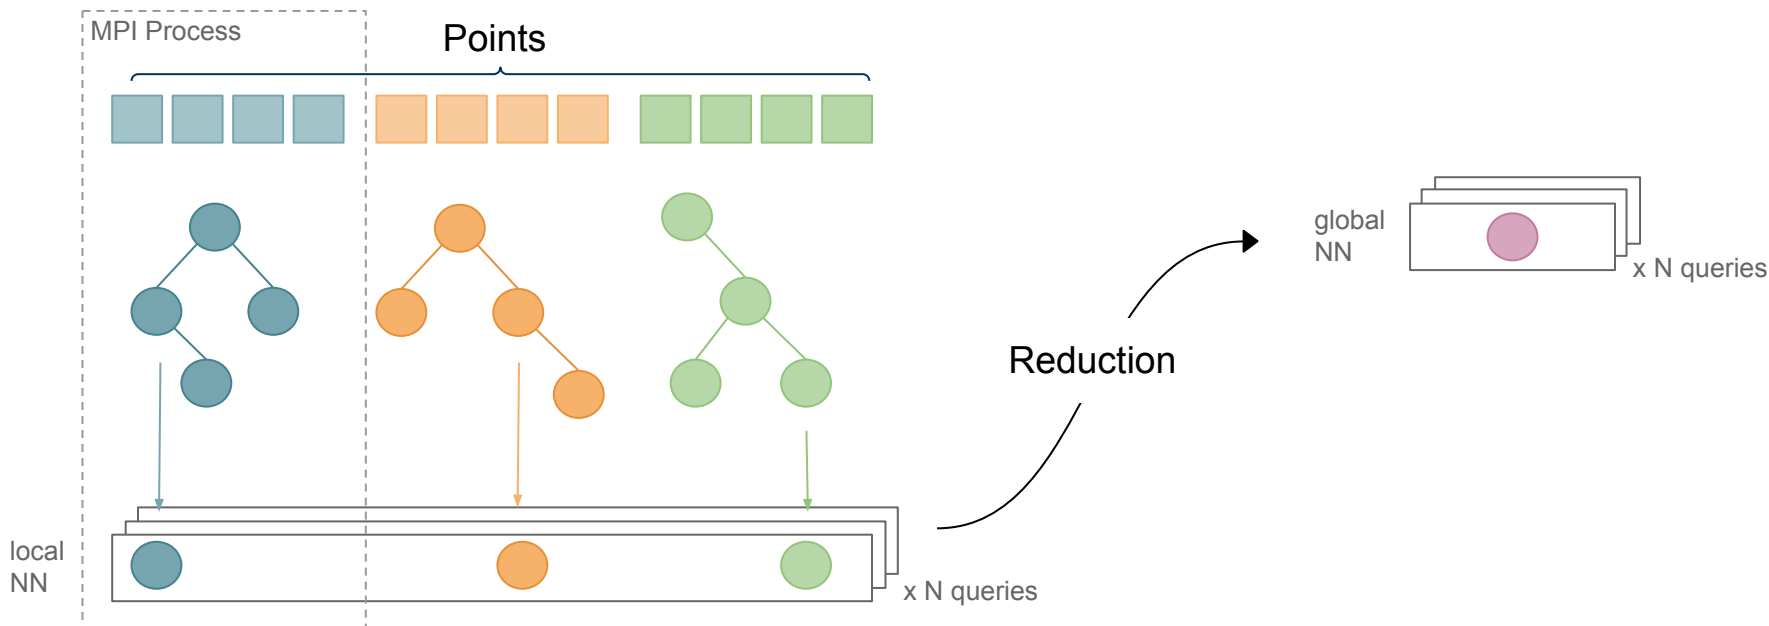 MPI Process
Points
global
NN
x N queries
Reduction
local
NN
x N queries